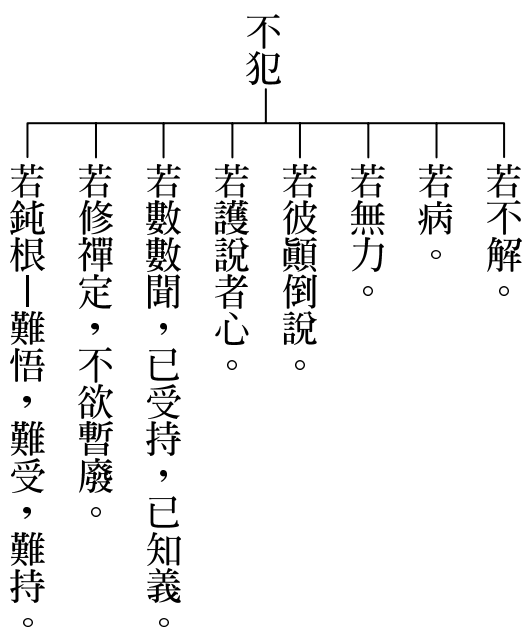 不犯
若不解。
若病。
若無力。
若彼顚倒說。
若護說者心。
若數數聞，已受持，已知義。
若修禪定，不欲暫廢。
若鈍根—難悟，難受，難持。